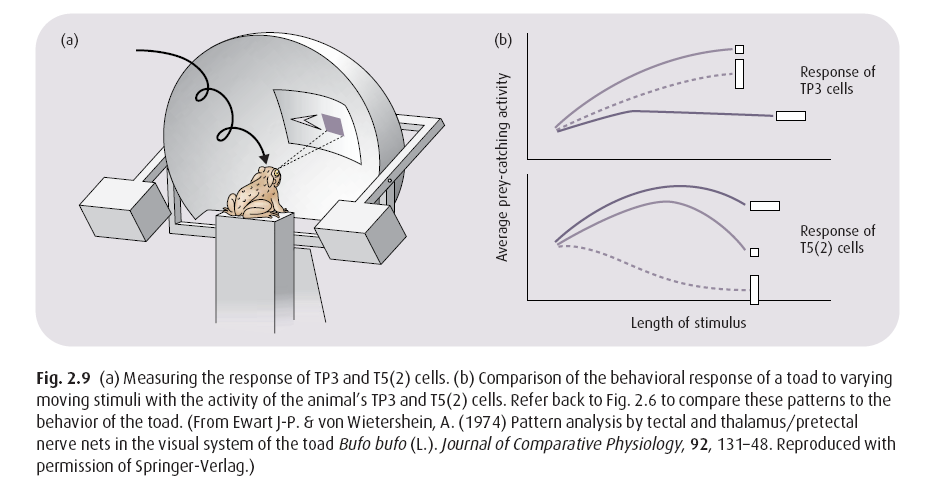 (a)
(b)
Average prey-catching activity
Response of
TP3 cells
Response of
T5(2) cells
Length of stimulus
Fig. 2.9 (a) Measuring the response of TP3 and T5(2) cells. (b) Comparison of the behavioral response of a toad to varying
moving stimuli with the activity of the animal's TP3 and T5(2) cells. Refer back to Fig. 2.6 to compare these patterns to the
behavior of the toad. (From Ewart J-P. & von Wietershein, A. (1974) Pattern analysis by tectal and thalamus/pretectal
nerve nets in the visual system of the toad Bufo bufo (L.). Journal of Comparative Physiology, 92, 131–48. Reproduced with
permission of Springer-Verlag.)